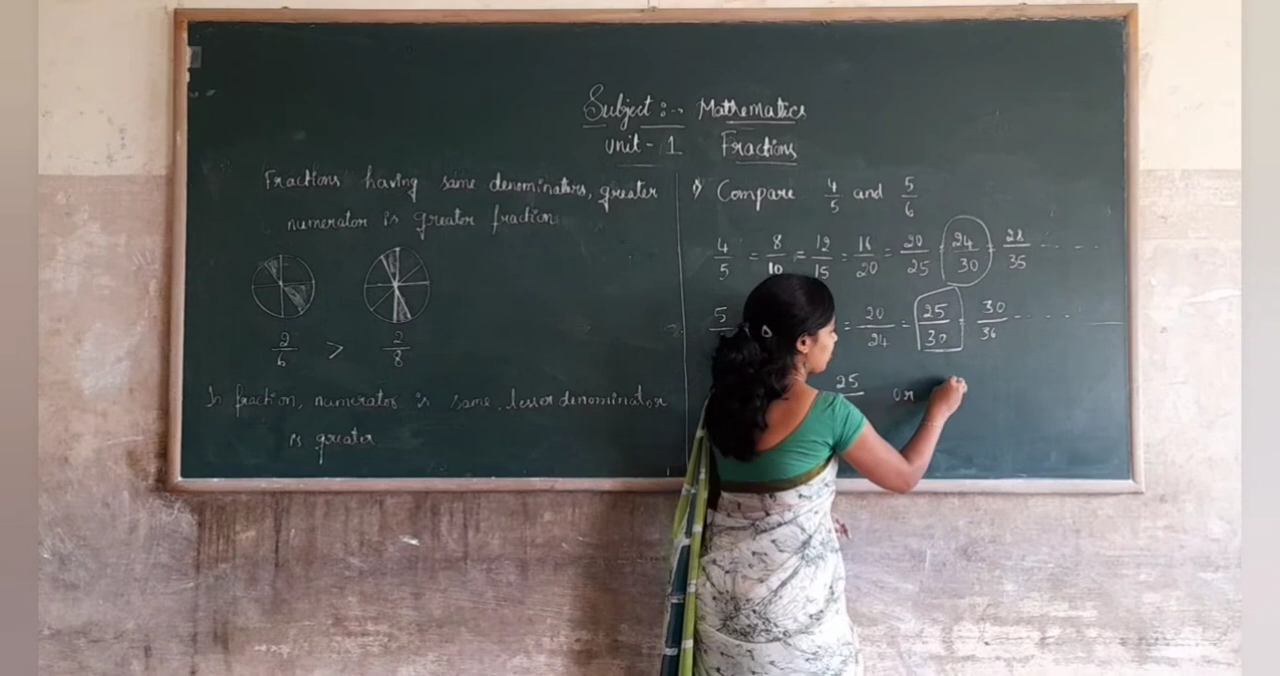 Subject :- Mathematics
Unit - 1 Fractions
Fractions having same denominators, greater
numerator is greater fraction
2/6 > 2/8
In fraction, numerator is same, lesser denominator
is greater
1) Compare 4/5 and 5/6
4/5 = 8/10 = 12/15 = 16/20 = 20/25 = 24/30 = 28/35 ......
5 = 20/24 = 25/30 = 30/36 ......
25 or